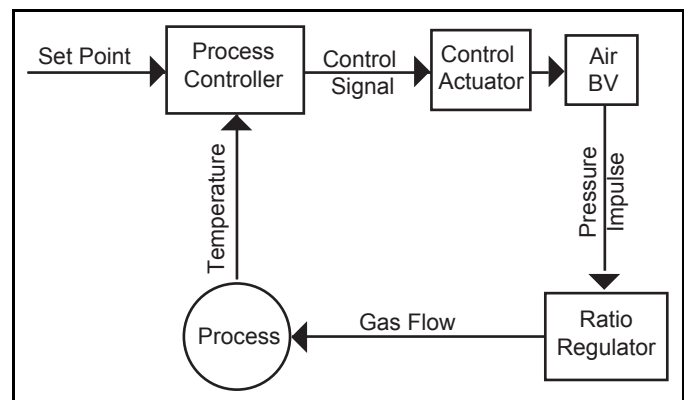 Set Point
Process
Controller
Control
Signal
Control
Actuator
Air
BV
Pressure
Impulse
Temperature
Process
Gas Flow
Ratio
Regulator